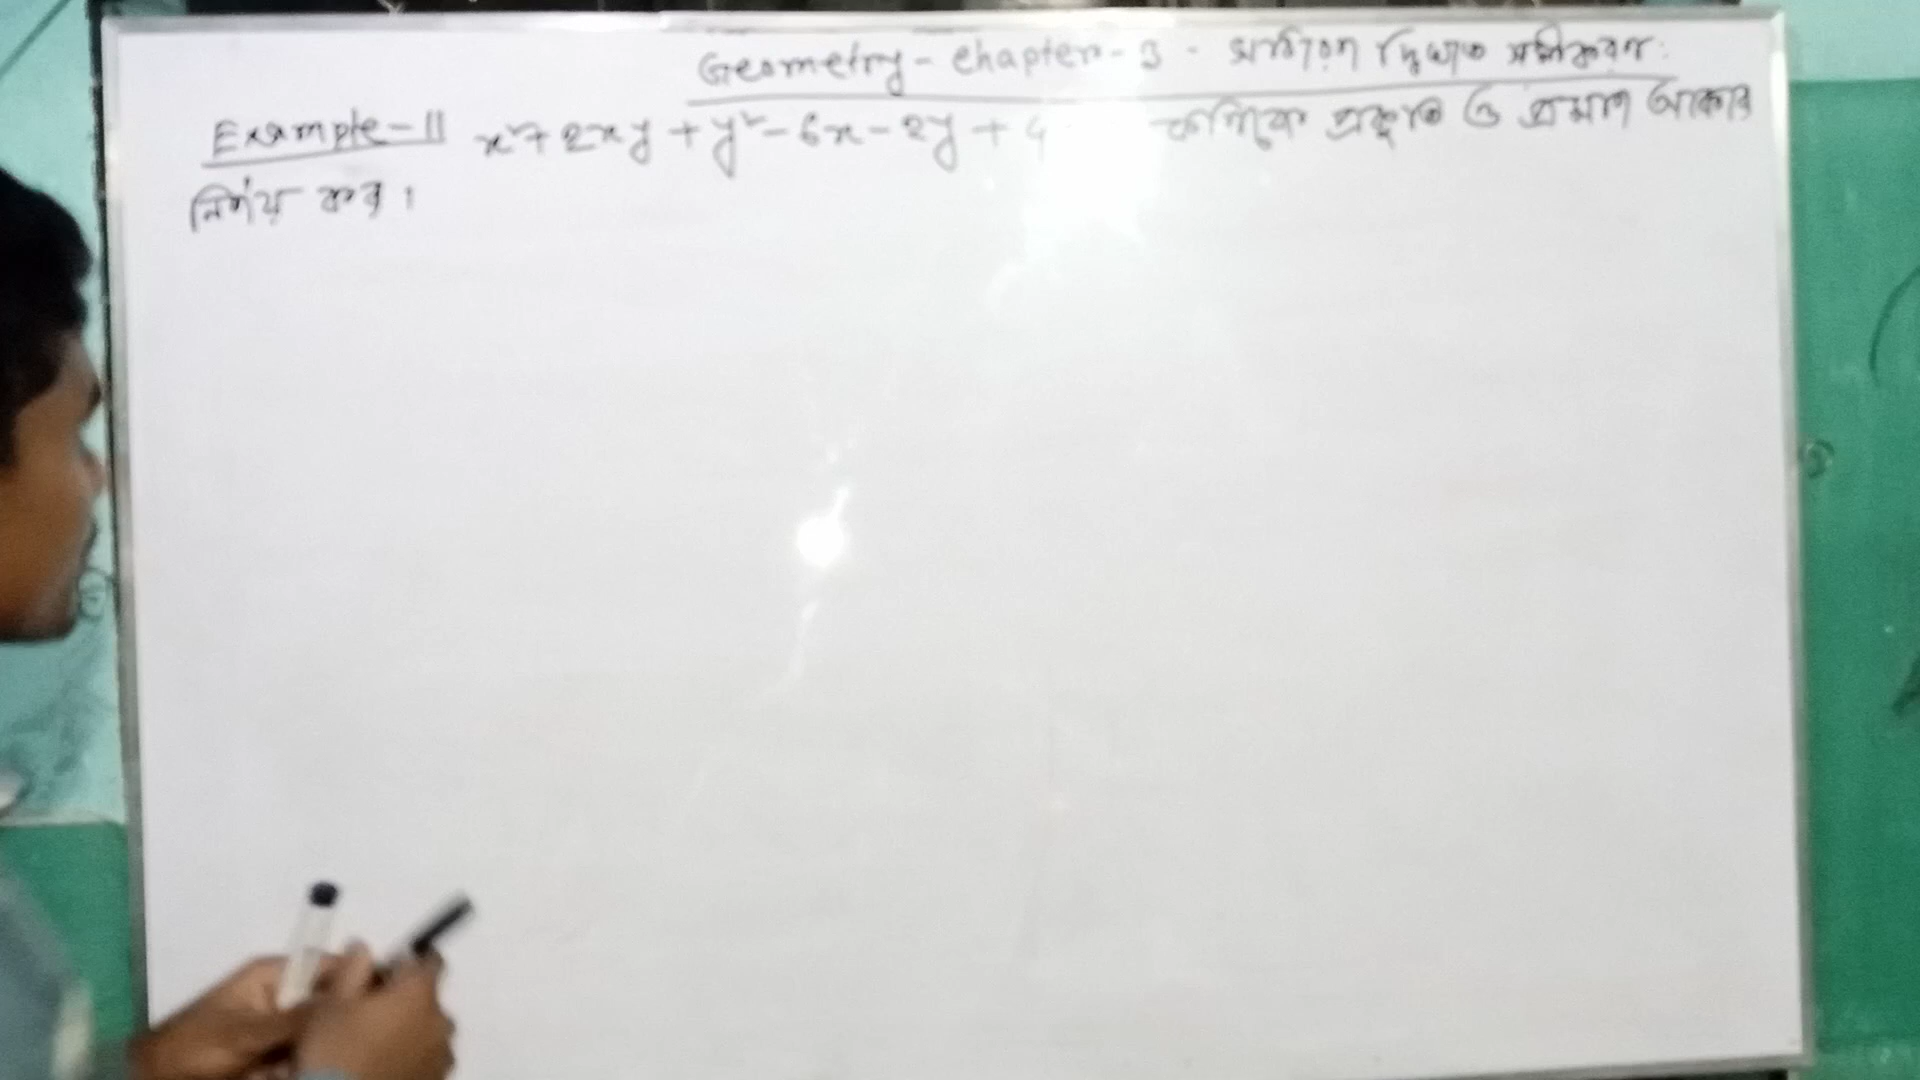 Geometry - Chapter - 3 - সাধারণ দ্বিঘাত সমীকরণ:
Example-11 x² + 2xy + y² - 6x - 2y + 4 কণিকের প্রকৃতি ও প্রমাণ আকার
নির্ণয় কর।